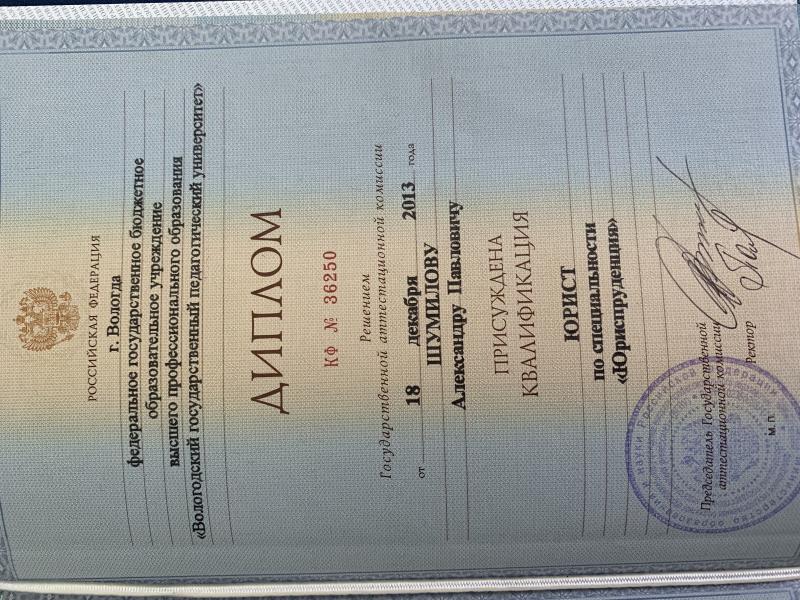 РОССИЙСКАЯ ФЕДЕРАЦИЯ
г. Вологда
федеральное государственное бюджетное
образовательное учреждение
высшего профессионального образования
«Вологодский государственный педагогический университет»
ДИПЛОМ
КФ № 36250
Решением
Государственной аттестационной комиссии
от 18 декабря 2013 года
ШУМИЛОВУ
Александру Павловичу
ПРИСУЖДЕНА
КВАЛИФИКАЦИЯ
ЮРИСТ
по специальности
«Юриспруденция»
Председатель Государственной
аттестационной комиссии
Ректор
М. П.